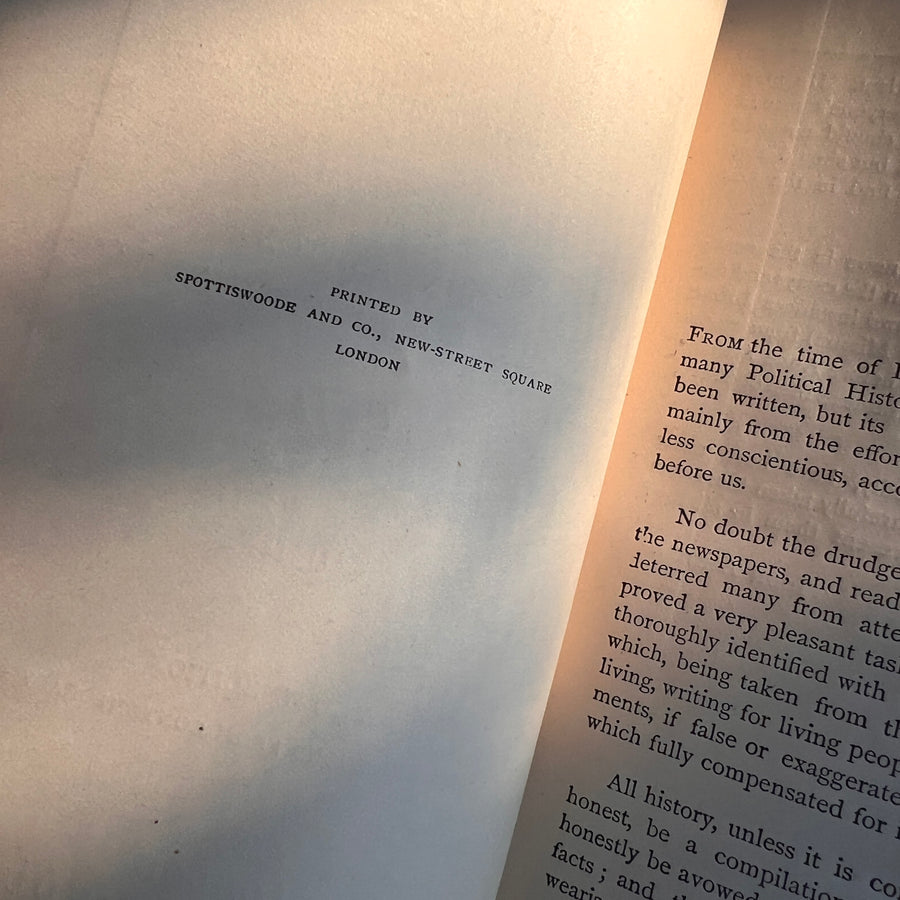 PRINTED BY
SPOTTISWOODE AND CO., NEW-STREET SQUARE
LONDON
FROM the time of
many Political
been written, but its
mainly from the
less conscientious,
before us.
No doubt the
the newspapers, and
deterred many from
proved a very pleasant
thoroughly identified with
which, being taken from
living, writing for living
ments, if false or
which fully compensated for
All history, unless it is
honest, be a compilation
honestly be avowed
facts; and